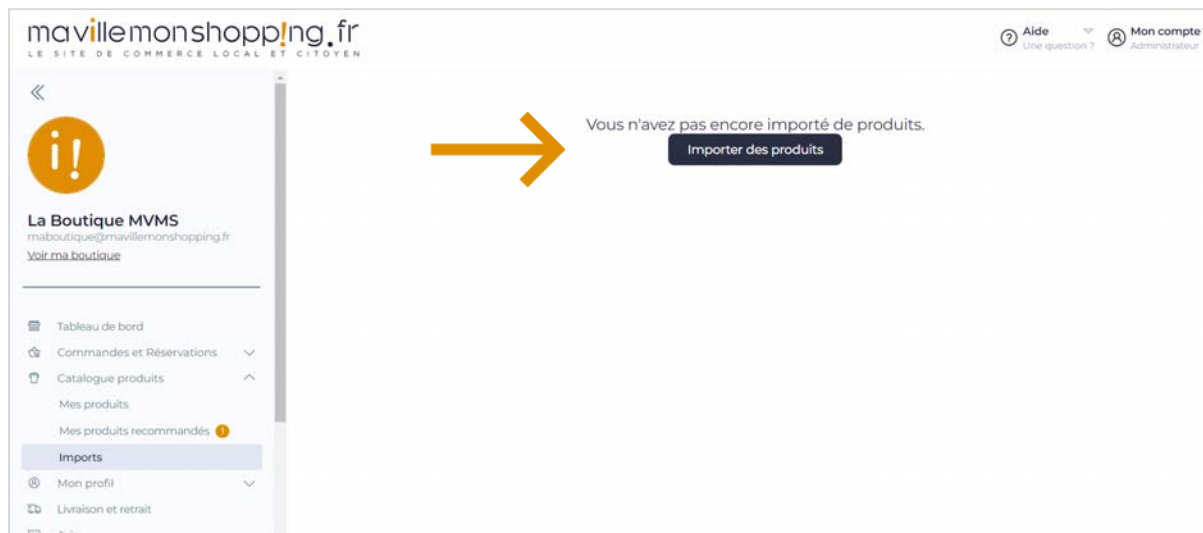 mavillemonshopp!ng.fr
LE SITE DE COMMERCE LOCAL ET CITOYEN
Aide
Une question ?
Mon compte
Administrateur
i!
La Boutique MVMS
maboutique@mavillemonshopping.fr
Voir ma boutique
Tableau de bord
Commandes et Réservations
Catalogue produits
Mes produits
Mes produits recommandés 1
Imports
Mon profil
Livraison et retrait
Vous n'avez pas encore importé de produits.
Importer des produits